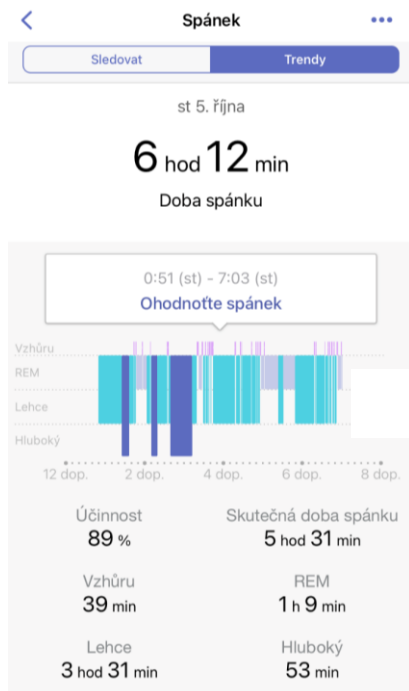 Spánek
Sledovat Trendy
st 5. října
6 hod 12 min
Doba spánku
0:51 (st) - 7:03 (st)
Ohodnoťte spánek
Vzhůru
REM
Lehce
Hluboký
12 dop. 2 dop. 4 dop. 6 dop. 8 dop.
Účinnost Skutečná doba spánku
89 % 5 hod 31 min
Vzhůru REM
39 min 1 h 9 min
Lehce Hluboký
3 hod 31 min 53 min